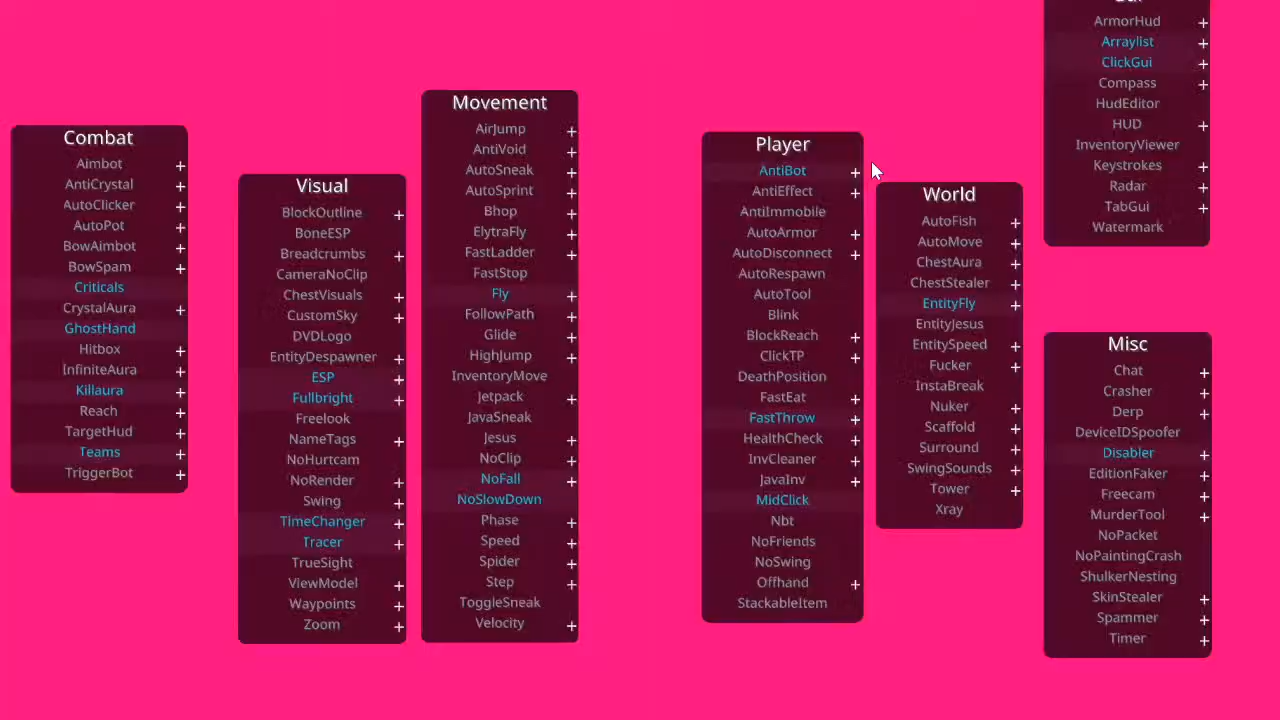 Combat
Aimbot
AntiCrystal
AutoClicker
AutoPot
BowAimbot
BowSpam
Criticals
CrystalAura
GhostHand
Hitbox
InfiniteAura
Killaura
Reach
TargetHud
Teams
TriggerBot
Visual
BlockOutline
BoneESP
Breadcrumbs
CameraNoClip
ChestVisuals
CustomSky
DVDLogo
EntityDespawner
ESP
Fullbright
Freelook
NameTags
NoHurtcam
NoRender
Swing
TimeChanger
Tracer
TrueSight
ViewModel
Waypoints
Zoom
Movement
AirJump
AntiVoid
AutoSneak
AutoSprint
Bhop
ElytraFly
FastLadder
FastStop
Fly
FollowPath
Glide
HighJump
InventoryMove
Jetpack
JavaSneak
Jesus
NoClip
NoFall
NoSlowDown
Phase
Speed
Spider
Step
ToggleSneak
Velocity
Player
AntiBot
AntiEffect
AntiImmobile
AutoArmor
AutoDisconnect
AutoRespawn
AutoTool
Blink
BlockReach
ClickTP
DeathPosition
FastEat
FastThrow
HealthCheck
InvCleaner
JavaInv
MidClick
Nbt
NoFriends
NoSwing
Offhand
StackableItem
World
AutoFish
AutoMove
ChestAura
ChestStealer
EntityFly
EntityJesus
EntitySpeed
Fucker
InstaBreak
Nuker
Scaffold
Surround
SwingSounds
Tower
Xray
ArmorHud
Arraylist
ClickGui
Compass
HudEditor
HUD
InventoryViewer
Keystrokes
Radar
TabGui
Watermark
Misc
Chat
Crasher
Derp
DeviceIDSpoofer
Disabler
EditionFaker
Freecam
MurderTool
NoPacket
NoPaintingCrash
ShulkerNesting
SkinStealer
Spammer
Timer